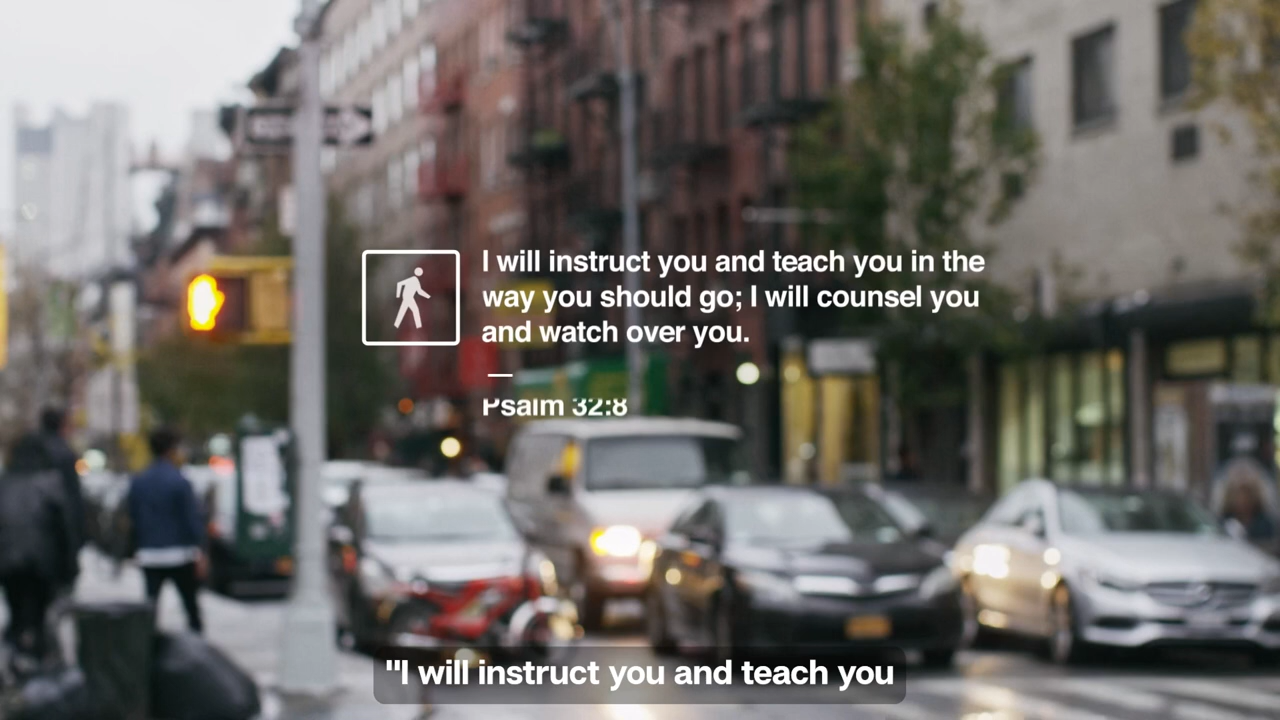 I will instruct you and teach you in the
way you should go; I will counsel you
and watch over you.
—
Psalm 32:8
"I will instruct you and teach you